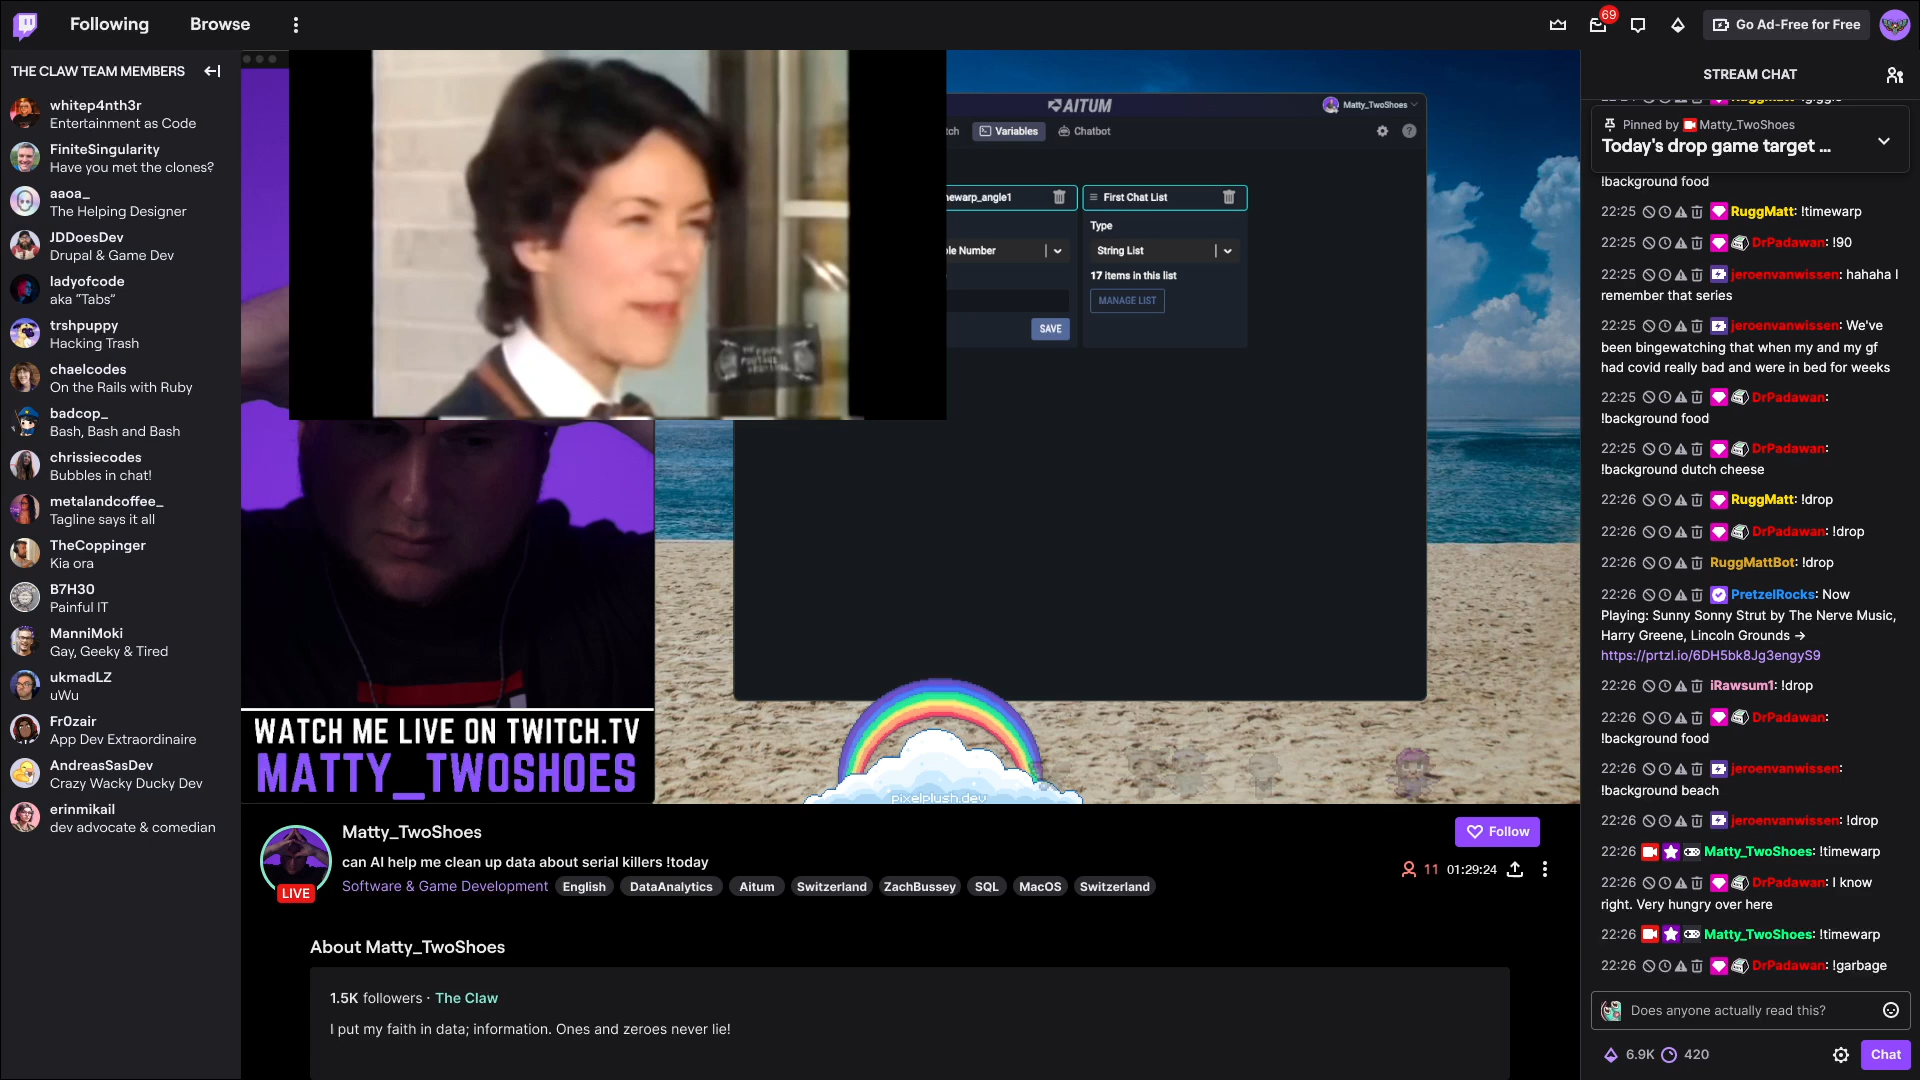 Following
Browse
69
Go Ad-Free for Free
THE CLAW TEAM MEMBERS
whitep4nth3r
Entertainment as Code
FiniteSingularity
Have you met the clones?
aaoa_
The Helping Designer
JDDoesDev
Drupal & Game Dev
ladyofcode
aka “Tabs”
trshpuppy
Hacking Trash
chaelcodes
On the Rails with Ruby
badcop_
Bash, Bash and Bash
chrissiecodes
Bubbles in chat!
metalandcoffee_
Tagline says it all
TheCoppinger
Kia ora
B7H30
Painful IT
ManniMoki
Gay, Geeky & Tired
ukmadLZ
uWu
Fr0zair
App Dev Extraordinaire
AndreasSasDev
Crazy Wacky Ducky Dev
erinmikail
dev advocate & comedian
AITUM
Matty_TwoShoes
Variables
Chatbot
newarp_angle1
First Chat List
Type
ole Number
String List
17 items in this list
MANAGE LIST
SAVE
WATCH ME LIVE ON TWITCH.TV
MATTY_TWOSHOES
pixelplush.dev
LIVE
Matty_TwoShoes
Follow
can AI help me clean up data about serial killers !today
11 01:29:24
Software & Game Development English DataAnalytics Aitum Switzerland ZachBussey SQL MacOS Switzerland
About Matty_TwoShoes
1.5K followers · The Claw
I put my faith in data; information. Ones and zeroes never lie!
STREAM CHAT
Pinned by Matty_TwoShoes
Today's drop game target ...
!background food
22:25 RuggMatt: !timewarp
22:25 DrPadawan: !90
22:25 jeroenvanwissen: hahaha I
remember that series
22:25 jeroenvanwissen: We've
been bingewatching that when my and my gf
had covid really bad and were in bed for weeks
22:25 DrPadawan:
!background food
22:25 DrPadawan:
!background dutch cheese
22:26 RuggMatt: !drop
22:26 DrPadawan: !drop
22:26 RuggMattBot: !drop
22:26 PretzelRocks: Now
Playing: Sunny Sonny Strut by The Nerve Music,
Harry Greene, Lincoln Grounds →
https://prtzl.io/6DH5bk8Jg3engyS9
22:26 iRawsum1: !drop
22:26 DrPadawan:
!background food
22:26 jeroenvanwissen:
!background beach
22:26 jeroenvanwissen: !drop
22:26 Matty_TwoShoes: !timewarp
22:26 DrPadawan: I know
right. Very hungry over here
22:26 Matty_TwoShoes: !timewarp
22:26 DrPadawan: !garbage
Does anyone actually read this?
6.9K 420
Chat